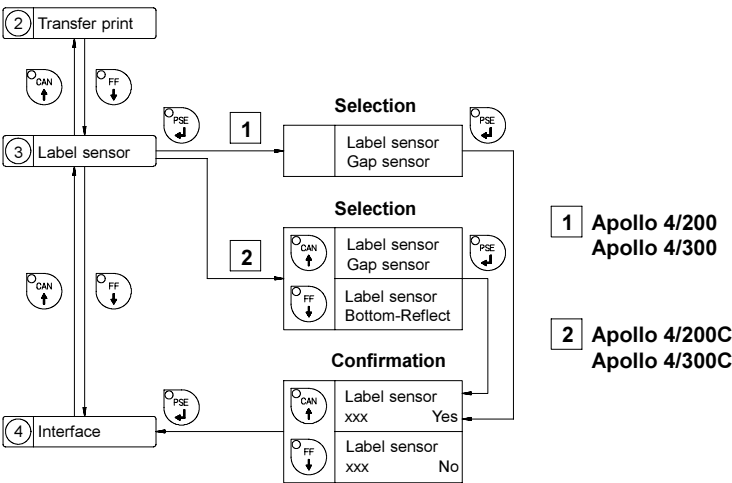 2 Transfer print
CAN
FF
PSE
1
Selection
Label sensor
Gap sensor
PSE
3 Label sensor
Selection
2
CAN
Label sensor
Gap sensor
PSE
FF
Label sensor
Bottom-Reflect
1 Apollo 4/200
Apollo 4/300
CAN
FF
2 Apollo 4/200C
Apollo 4/300C
Confirmation
PSE
CAN
Label sensor
xxx Yes
FF
Label sensor
xxx No
4 Interface